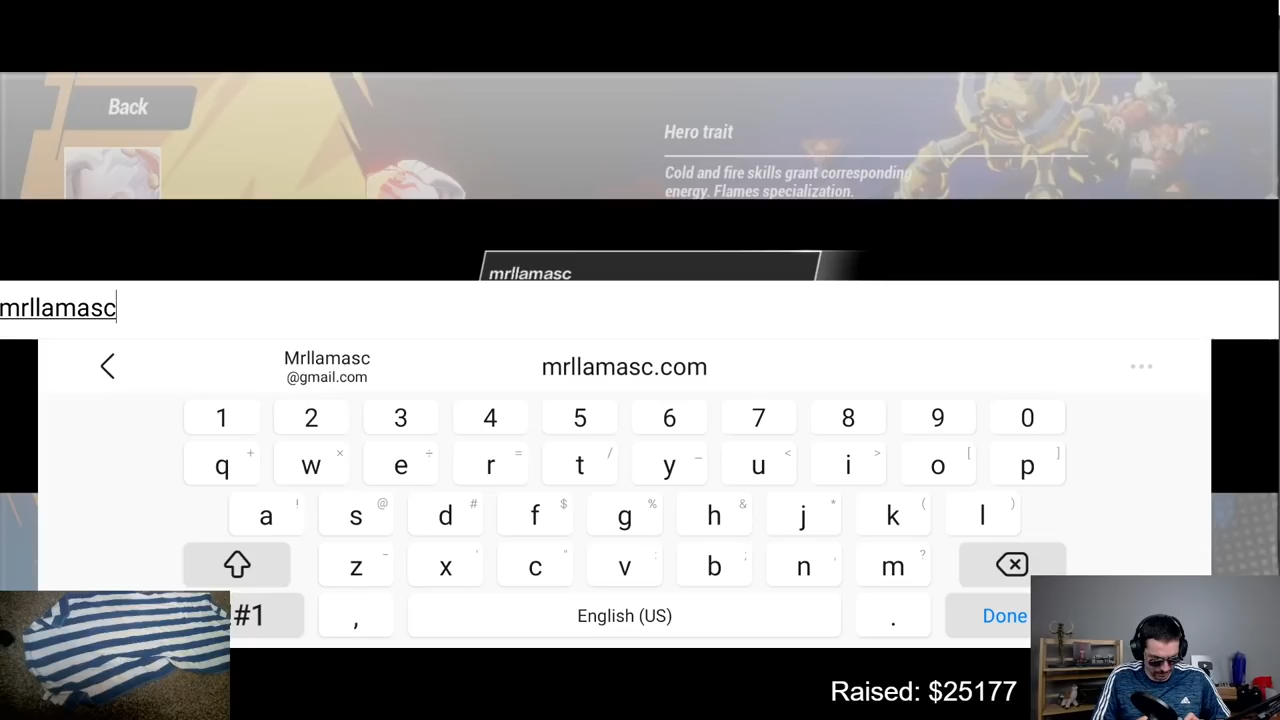 Back
Hero trait
Cold and fire skills grant corresponding
energy. Flames specialization.
mrllamasc
mrllamasc
Mrllamasc
@gmail.com
mrllamasc.com
1 2 3 4 5 6 7 8 9 0
q + w × e ÷ r = t / y _ u < i > o [ p ]
a ! s @ d # f $ g % h & j * k ( l )
z - x ' c " v : b ; n , m ?
#1 , English (US) . Done
Raised: $25177